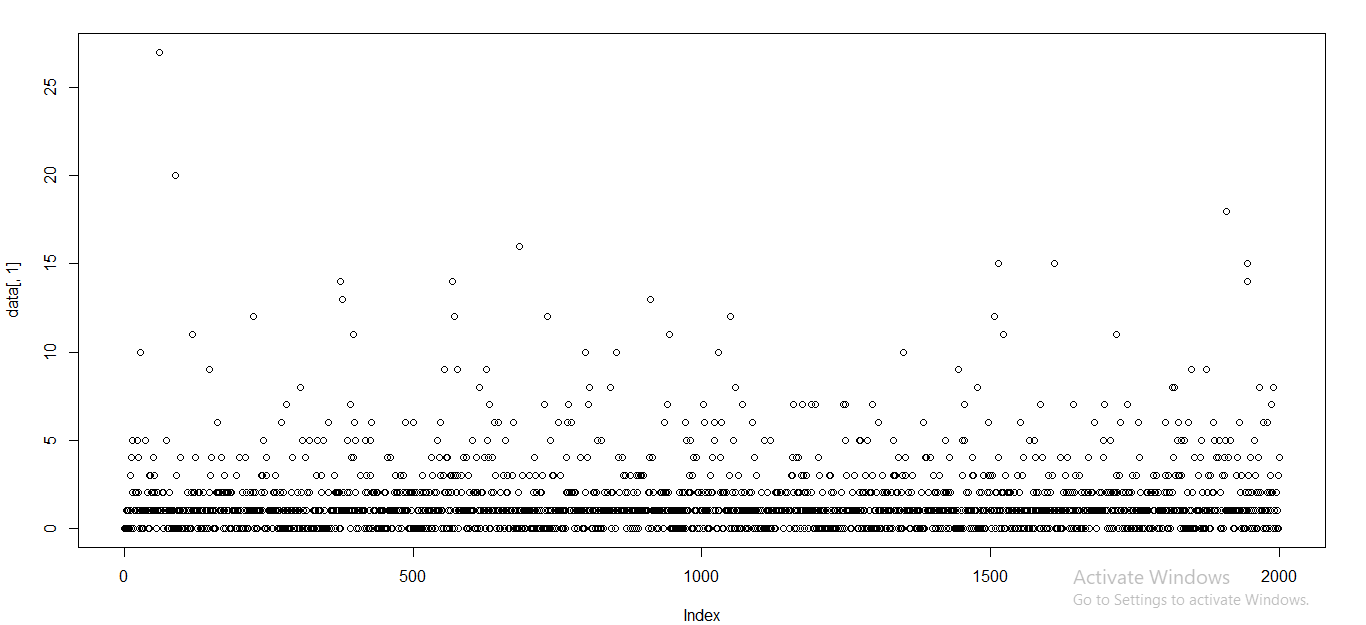 25
20
15
10
5
0
data[, 1]
0 500 1000 1500 2000
Index
Activate Windows
Go to Settings to activate Windows.